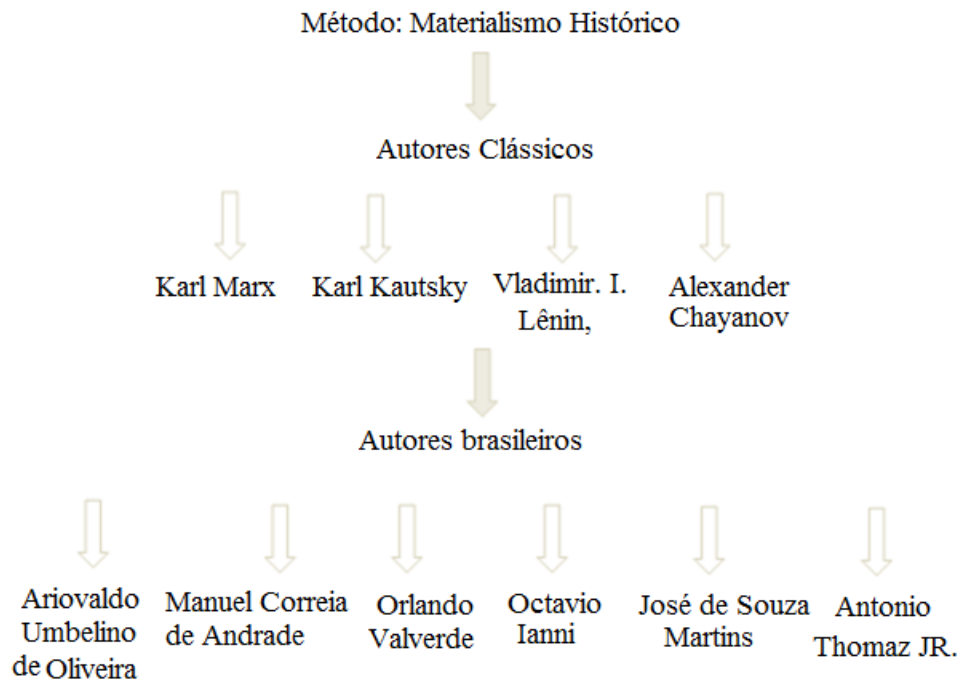 Método: Materialismo Histórico
Autores Clássicos
Karl Marx
Karl Kautsky
Vladimir. I.
Lênin,
Alexander
Chayanov
Autores brasileiros
Ariovaldo
Umbelino
de Oliveira
Manuel Correia
de Andrade
Orlando
Valverde
Octavio
Ianni
José de Souza
Martins
Antonio
Thomaz JR.